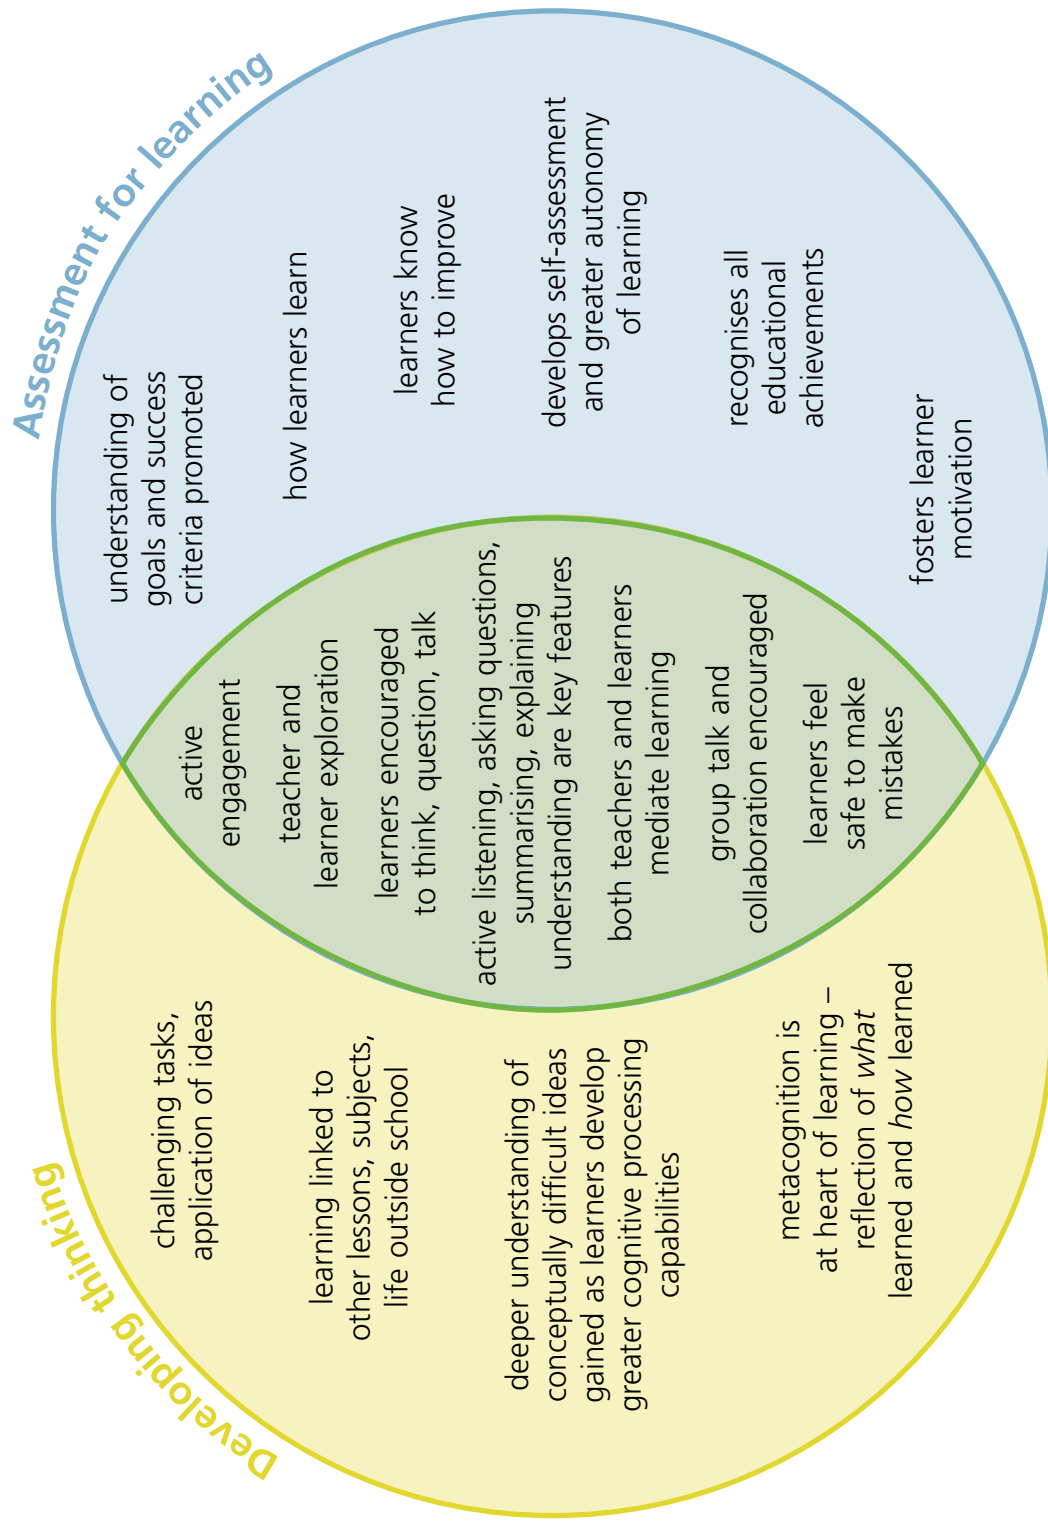 Developing thinking
challenging tasks,
application of ideas
learning linked to
other lessons, subjects,
life outside school
deeper understanding of
conceptually difficult ideas
gained as learners develop
greater cognitive processing
capabilities
metacognition is
at heart of learning –
reflection of what
learned and how learned
active
engagement
teacher and
learner exploration
learners encouraged
to think, question, talk
active listening, asking questions,
summarising, explaining
understanding are key features
both teachers and learners
mediate learning
group talk and
collaboration encouraged
learners feel
safe to make
mistakes
Assessment for learning
understanding of
goals and success
criteria promoted
how learners learn
learners know
how to improve
develops self-assessment
and greater autonomy
of learning
recognises all
educational
achievements
fosters learner
motivation